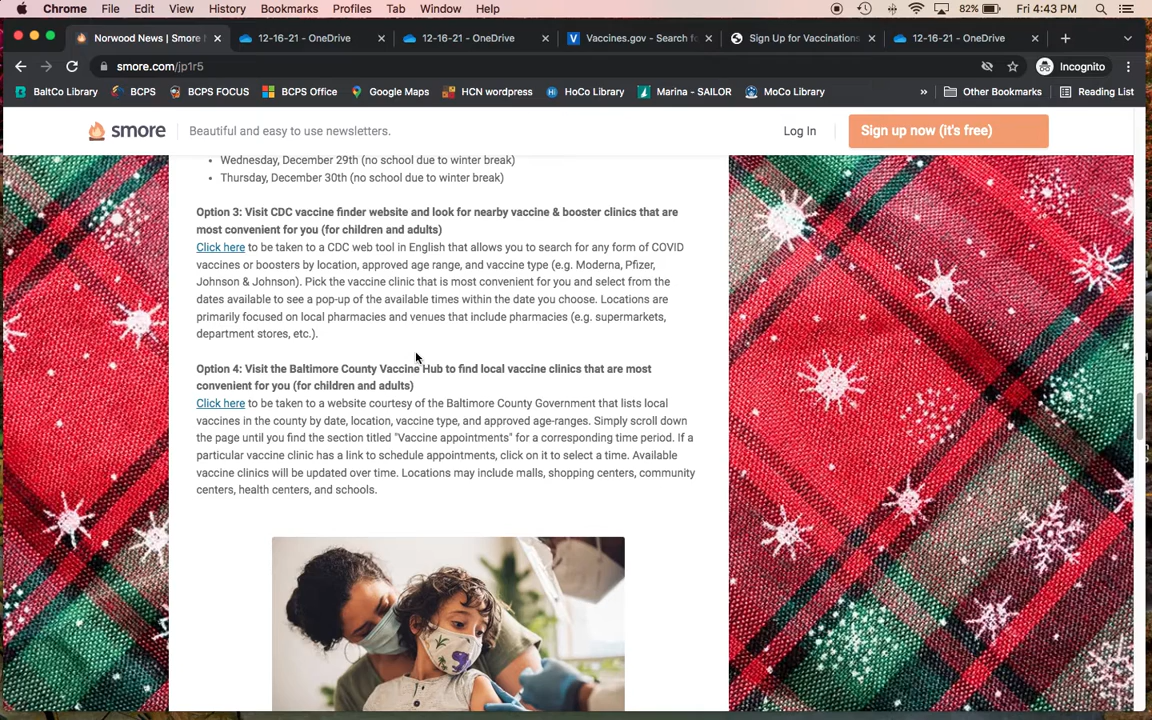 Chrome File Edit View History Bookmarks Profiles Tab Window Help 82% Fri 4:43 PM
Norwood News | Smore 12-16-21 - OneDrive 12-16-21 - OneDrive Vaccines.gov - Search fo Sign Up for Vaccinations 12-16-21 - OneDrive
smore.com/jp1r5 Incognito
BaltCo Library BCPS BCPS FOCUS BCPS Office Google Maps HCN wordpress HoCo Library Marina - SAILOR MoCo Library » Other Bookmarks Reading List
smore Beautiful and easy to use newsletters. Log In Sign up now (it's free)
• Wednesday, December 29th (no school due to winter break)
• Thursday, December 30th (no school due to winter break)
Option 3: Visit CDC vaccine finder website and look for nearby vaccine & booster clinics that are
most convenient for you (for children and adults)
Click here to be taken to a CDC web tool in English that allows you to search for any form of COVID
vaccines or boosters by location, approved age range, and vaccine type (e.g. Moderna, Pfizer,
Johnson & Johnson). Pick the vaccine clinic that is most convenient for you and select from the
dates available to see a pop-up of the available times within the date you choose. Locations are
primarily focused on local pharmacies and venues that include pharmacies (e.g. supermarkets,
department stores, etc.).
Option 4: Visit the Baltimore County Vaccine Hub to find local vaccine clinics that are most
convenient for you (for children and adults)
Click here to be taken to a website courtesy of the Baltimore County Government that lists local
vaccines in the county by date, location, vaccine type, and approved age-ranges. Simply scroll down
the page until you find the section titled "Vaccine appointments" for a corresponding time period. If a
particular vaccine clinic has a link to schedule appointments, click on it to select a time. Available
vaccine clinics will be updated over time. Locations may include malls, shopping centers, community
centers, health centers, and schools.